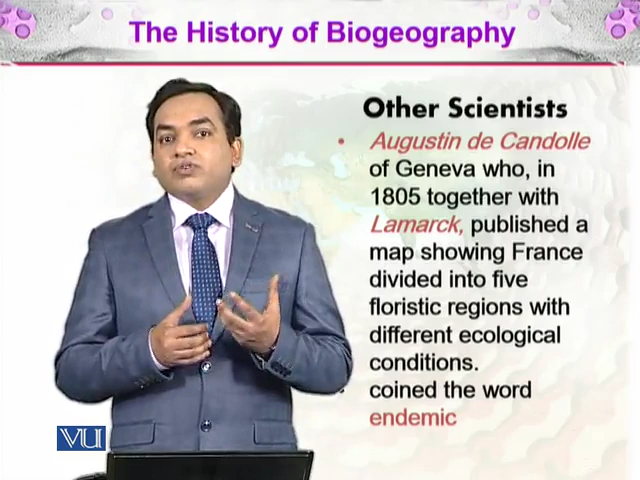 The History of Biogeography
Other Scientists
• Augustin de Candolle
of Geneva who, in
1805 together with
Lamarck, published a
map showing France
divided into five
floristic regions with
different ecological
conditions.
• coined the word
endemic
VU